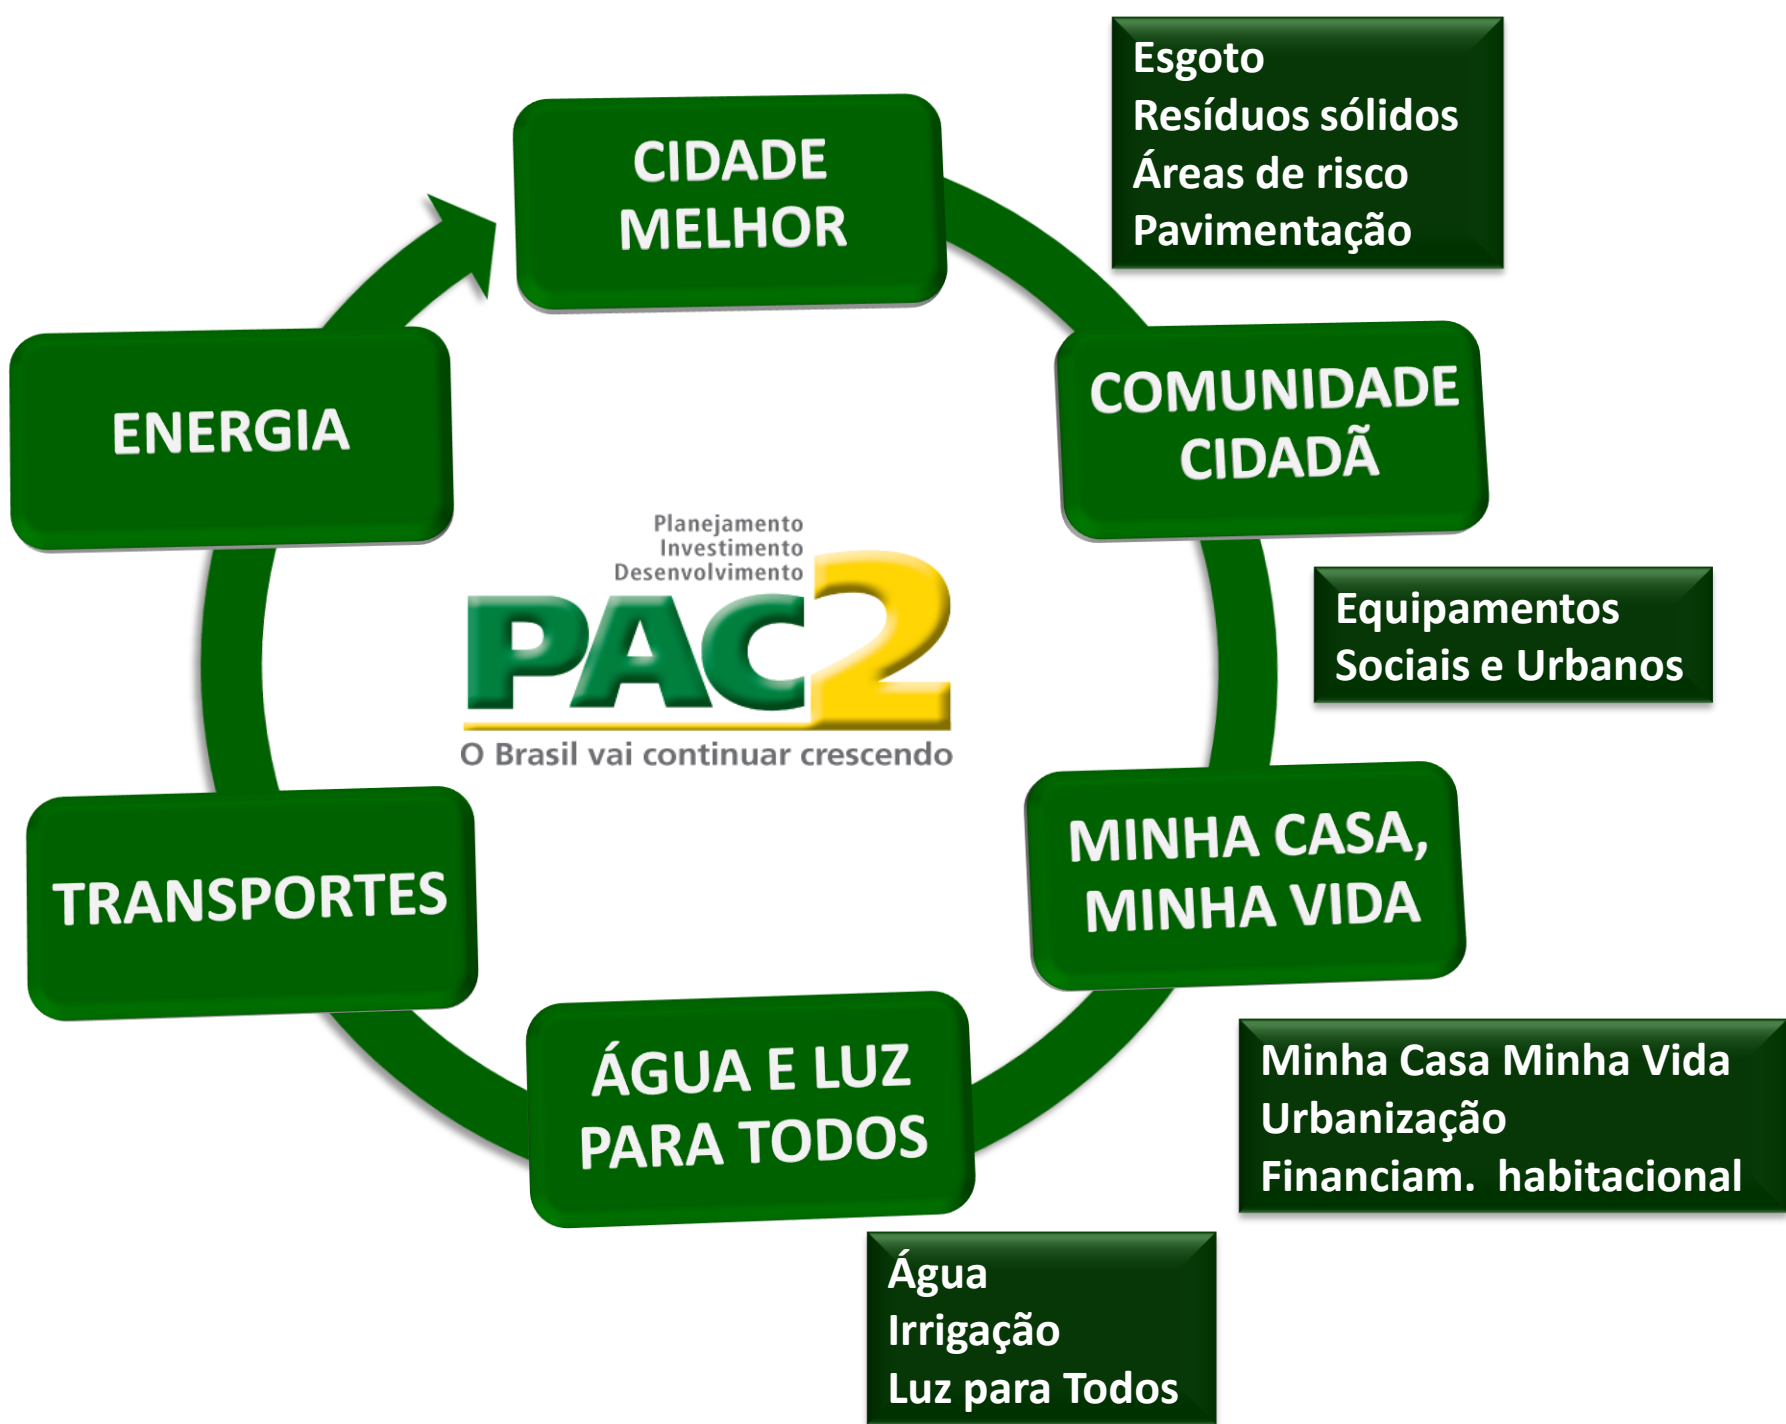 CIDADE
MELHOR
Esgoto
Resíduos sólidos
Áreas de risco
Pavimentação
COMUNIDADE
CIDADÃ
Equipamentos
Sociais e Urbanos
MINHA CASA,
MINHA VIDA
Minha Casa Minha Vida
Urbanização
Financiam. habitacional
ÁGUA E LUZ
PARA TODOS
Água
Irrigação
Luz para Todos
TRANSPORTES
ENERGIA
Planejamento
Investimento
Desenvolvimento
PAC2
O Brasil vai continuar crescendo